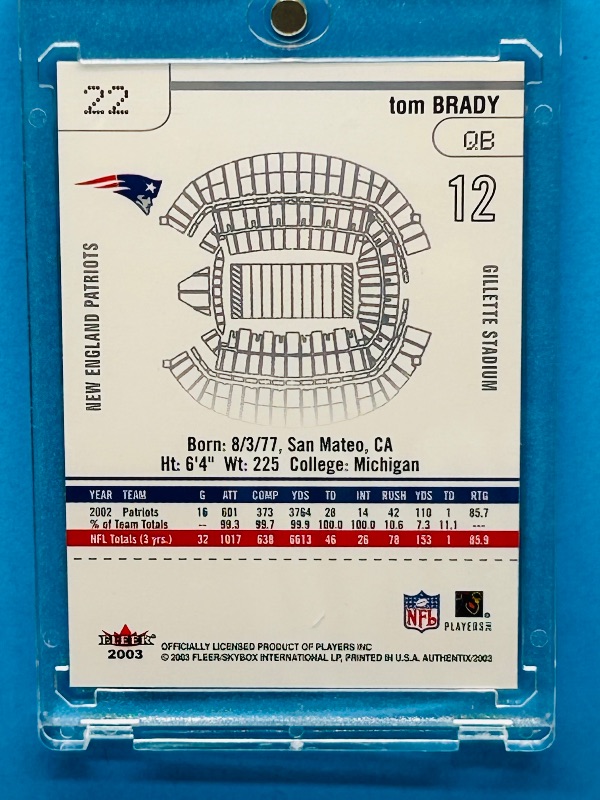 22
tom BRADY
QB
12
NEW ENGLAND PATRIOTS
GILLETTE STADIUM
Born: 8/3/77, San Mateo, CA
Ht: 6'4" Wt: 225 College: Michigan
YEAR TEAM G ATT COMP YDS TD INT RUSH YDS TD RTG
2002 Patriots 16 601 373 3764 28 14 42 110 1 85.7
% of Team Totals -- 99.3 99.7 99.9 100.0 100.0 10.6 7.3 11.1 ---
NFL Totals (3 yrs.) 32 1017 638 6613 46 26 78 153 1 85.9
NFL
PLAYERS INC
FLEER
2003
OFFICIALLY LICENSED PRODUCT OF PLAYERS INC
© 2003 FLEER/SKYBOX INTERNATIONAL LP, PRINTED IN U.S.A. AUTHENTIX/2003